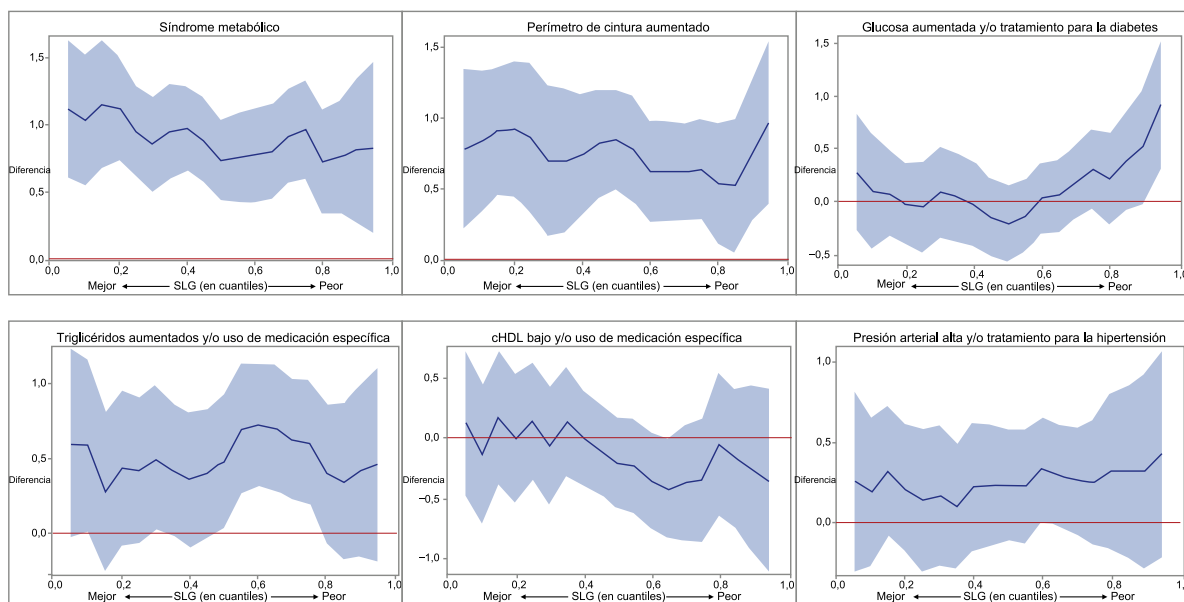 Síndrome metabólico
1,5
1,0
Diferencia
0,5
0,0
0,0 0,2 0,4 0,6 0,8 1,0
Mejor SLG (en cuantiles) Peor
Perímetro de cintura aumentado
1,5
1,0
Diferencia
0,5
0,0
0,0 0,2 0,4 0,6 0,8 1,0
Mejor SLG (en cuantiles) Peor
Glucosa aumentada y/o tratamiento para la diabetes
1,5
1,0
0,5
Diferencia
0,0
−0,5
0,0 0,2 0,4 0,6 0,8 1,0
Mejor SLG (en cuantiles) Peor
Triglicéridos aumentados y/o uso de medicación específica
1,0
0,5
Diferencia
0,0
0,0 0,2 0,4 0,6 0,8 1,0
Mejor SLG (en cuantiles) Peor
cHDL bajo y/o uso de medicación específica
0,5
0,0
Diferencia
−0,5
−1,0
0,0 0,2 0,4 0,6 0,8 1,0
Mejor SLG (en cuantiles) Peor
Presión arterial alta y/o tratamiento para la hipertensión
1,0
0,5
Diferencia
0,0
0,0 0,2 0,4 0,6 0,8 1,0
Mejor SLG (en cuantiles) Peor